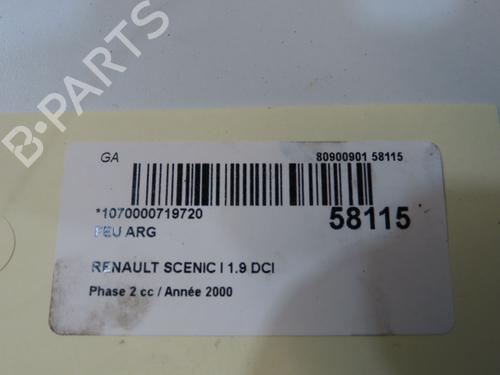 B-PARTS
GA 80900901 58115
*1070000719720 58115
FEU ARG
RENAULT SCENIC I 1.9 DCI
Phase 2 cc / Année 2000